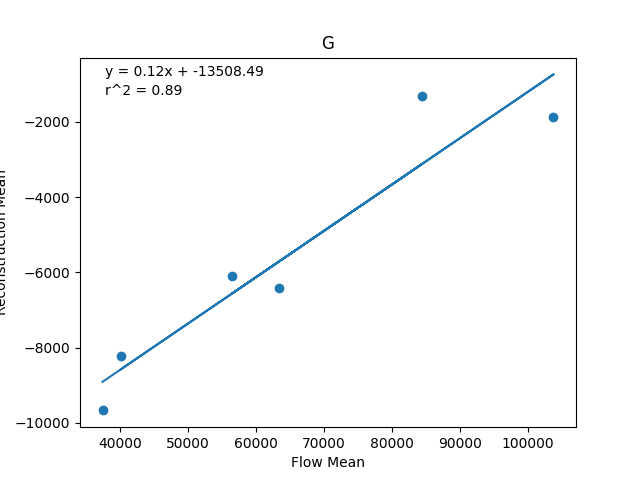 G
y = 0.12x + -13508.49
r^2 = 0.89
−2000
−4000
−6000
−8000
−10000
Reconstruction Mean
40000 50000 60000 70000 80000 90000 100000
Flow Mean